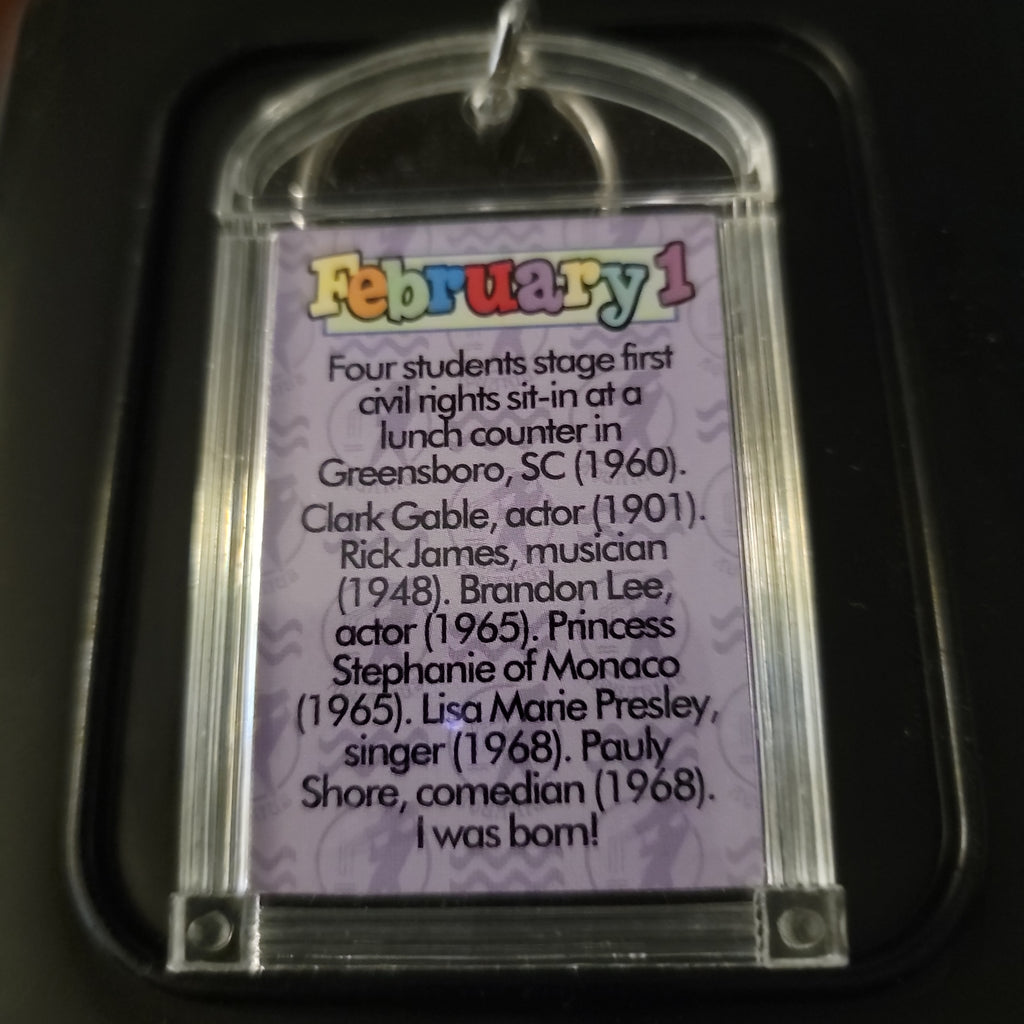 February 1
Four students stage first
civil rights sit-in at a
lunch counter in
Greensboro, SC (1960).
Clark Gable, actor (1901).
Rick James, musician
(1948). Brandon Lee,
actor (1965). Princess
Stephanie of Monaco
(1965). Lisa Marie Presley,
singer (1968). Pauly
Shore, comedian (1968).
I was born!